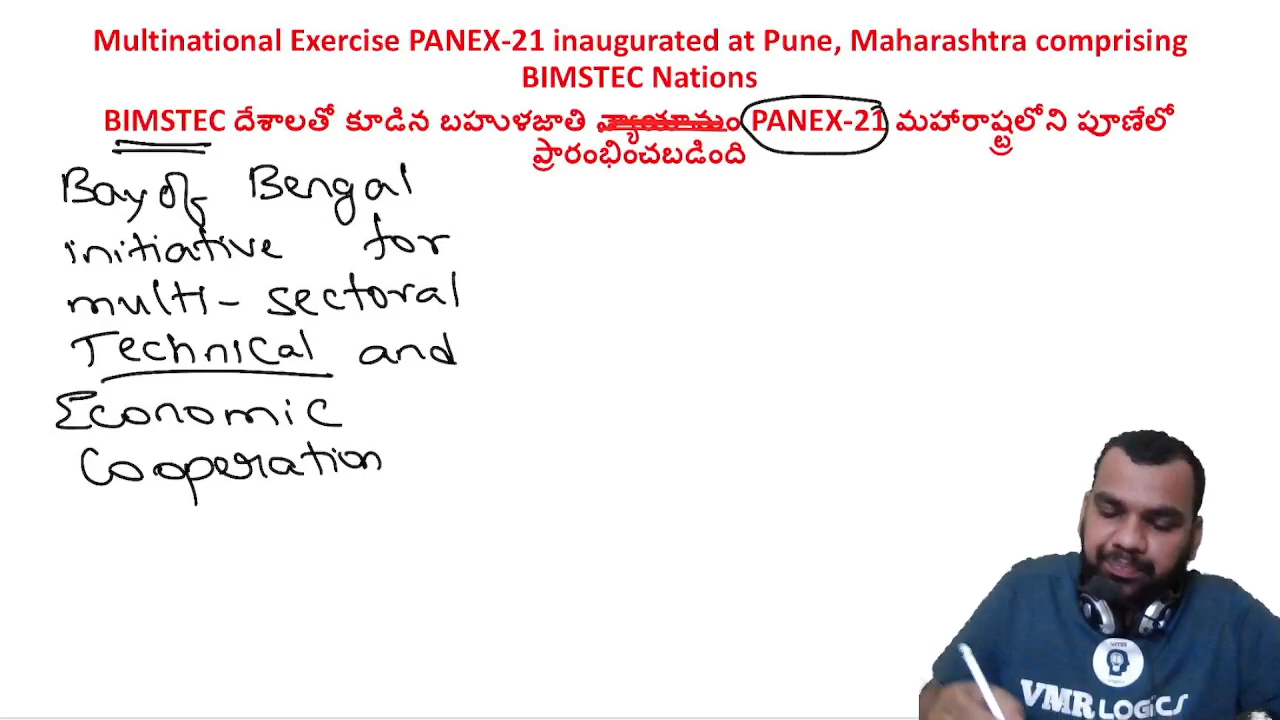 Multinational Exercise PANEX-21 inaugurated at Pune, Maharashtra comprising
BIMSTEC Nations
BIMSTEC దేశాలతో కూడిన బహుళజాతి వ్యాయామం PANEX-21 మహారాష్ట్రలోని పూణేలో
ప్రారంభించబడింది
Bay of Bengal
initiative for
multi-sectoral
Technical and
Economic
Cooperation
VMR LOGICS